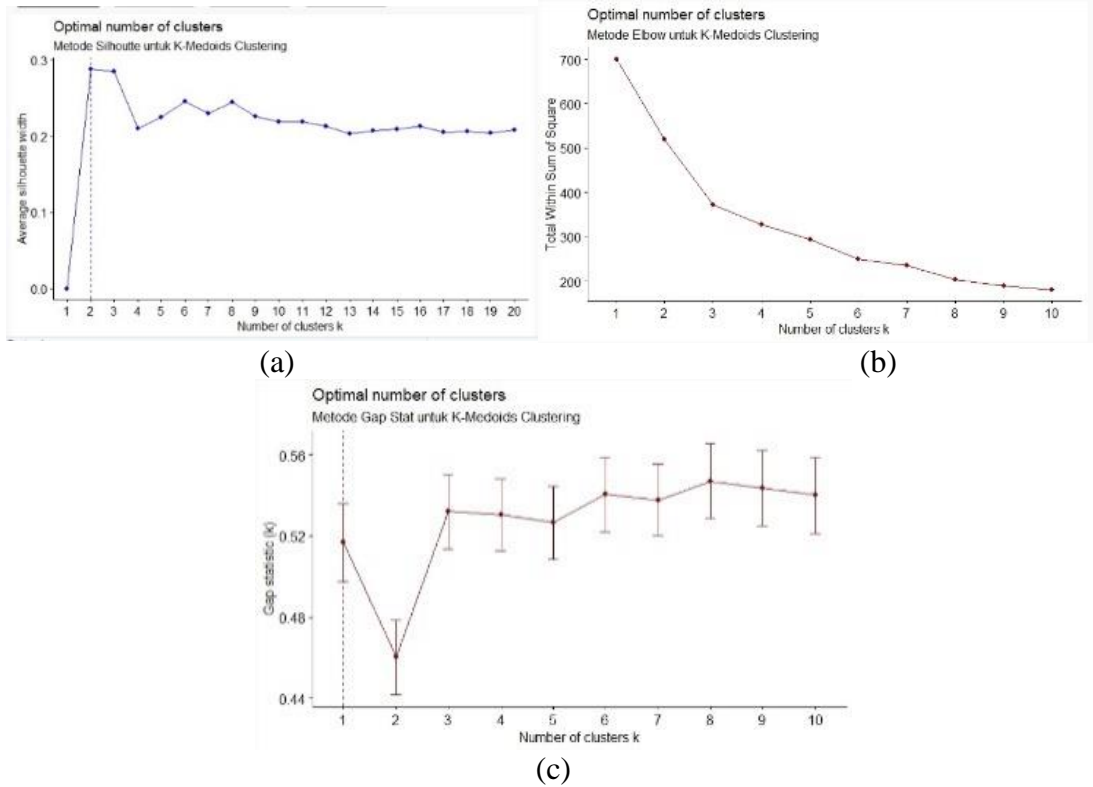 Optimal number of clusters
Metode Silhoutte untuk K-Medoids Clustering
Average silhouette width
0.3
0.2
0.1
0.0
1 2 3 4 5 6 7 8 9 10 11 12 13 14 15 16 17 18 19 20
Number of clusters k
(a)
Optimal number of clusters
Metode Elbow untuk K-Medoids Clustering
Total Within Sum of Square
700
600
500
400
300
200
1 2 3 4 5 6 7 8 9 10
Number of clusters k
(b)
Optimal number of clusters
Metode Gap Stat untuk K-Medoids Clustering
Gap statistic (k)
0.56
0.52
0.48
0.44
1 2 3 4 5 6 7 8 9 10
Number of clusters k
(c)